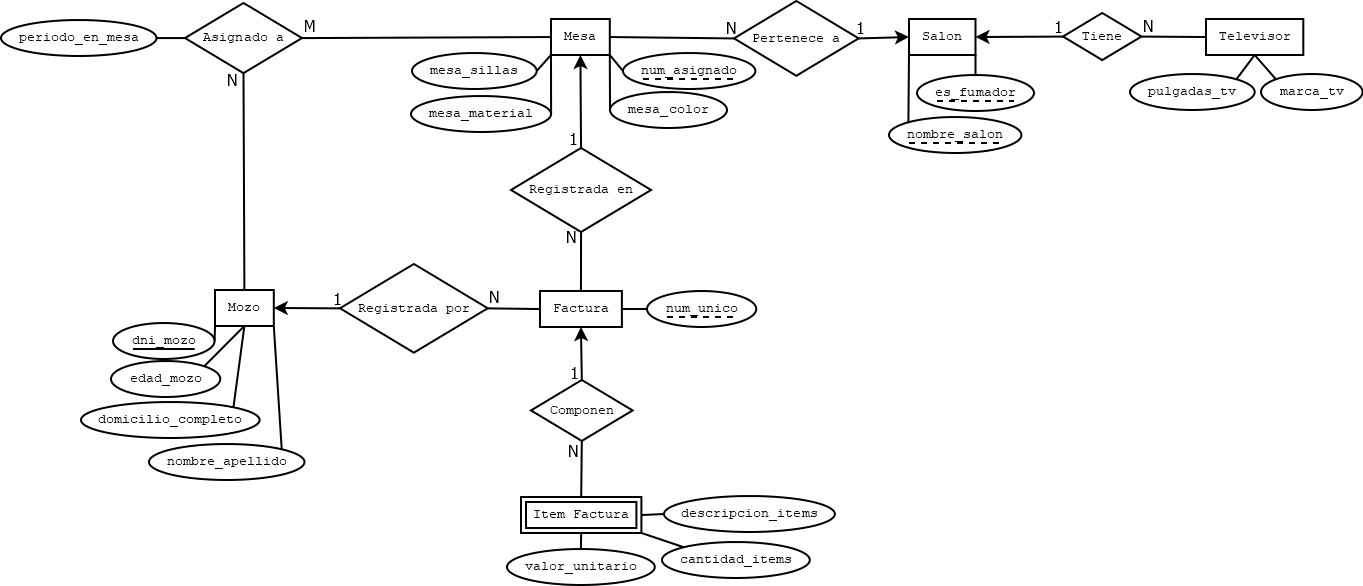 periodo_en_mesa
Asignado a
M
N
Mesa
mesa_sillas
mesa_material
num_asignado
mesa_color
N
Pertenece a
1
Salon
es_fumador
nombre_salon
1
Tiene
N
Televisor
pulgadas_tv
marca_tv
1
Registrada en
N
Mozo
dni_mozo
edad_mozo
domicilio_completo
nombre_apellido
1
Registrada por
N
Factura
num_unico
1
Componen
N
Item Factura
descripcion_items
cantidad_items
valor_unitario